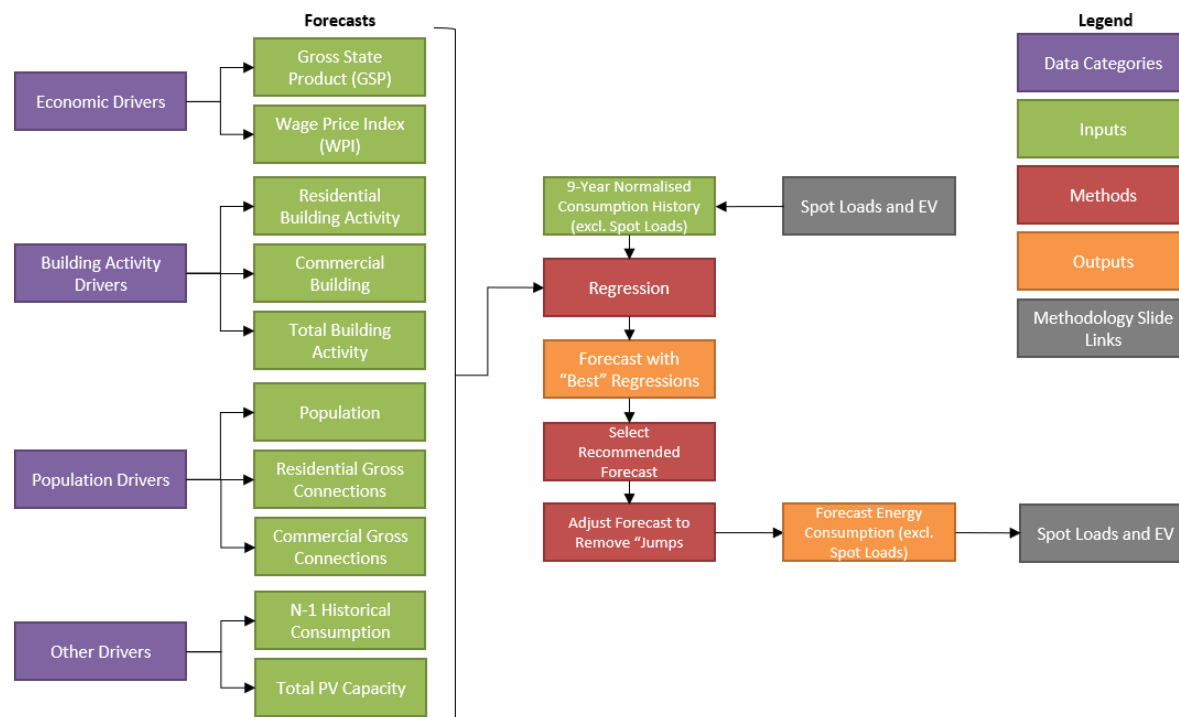 Forecasts
Economic Drivers
Gross State
Product (GSP)
Wage Price Index
(WPI)
Building Activity
Drivers
Residential
Building Activity
Commercial
Building
Total Building
Activity
Population Drivers
Population
Residential Gross
Connections
Commercial Gross
Connections
Other Drivers
N-1 Historical
Consumption
Total PV Capacity
9-Year Normalised
Consumption History
(excl. Spot Loads)
Spot Loads and EV
Regression
Forecast with
“Best” Regressions
Select
Recommended
Forecast
Adjust Forecast to
Remove “Jumps
Forecast Energy
Consumption (excl.
Spot Loads)
Spot Loads and EV
Legend
Data Categories
Inputs
Methods
Outputs
Methodology Slide
Links